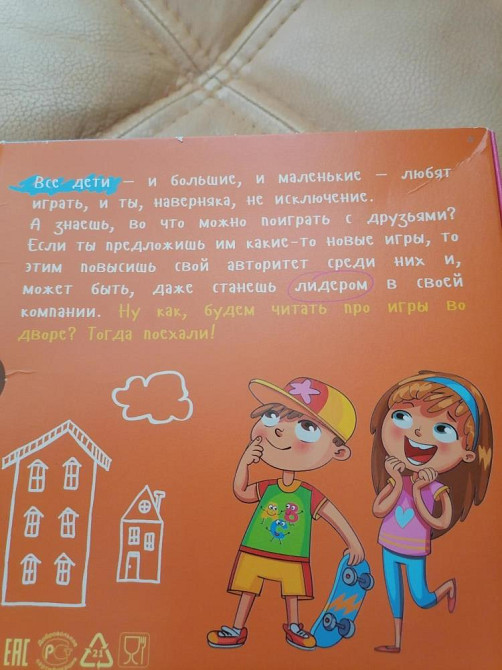 Все дети — и большие, и маленькие — любят
играть, и ты, наверняка, не исключение.
А знаешь, во что можно поиграть с друзьями?
Если ты предложишь им какие-то новые игры, то
этим повысишь свой авторитет среди них и,
может быть, даже станешь лидером в своей
компании. Ну как, будем читать про игры во
дворе? Тогда поехали!
EAC
21